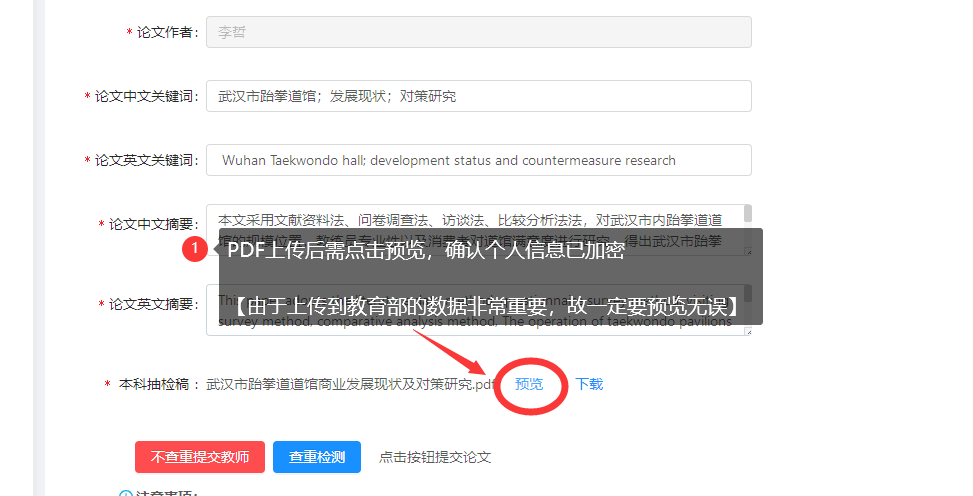 * 论文作者： 李哲
* 论文中文关键词： 武汉市跆拳道馆；发展现状；对策研究
* 论文英文关键词： Wuhan Taekwondo hall; development status and countermeasure research
* 论文中文摘要： 本文采用文献资料法、问卷调查法、访谈法、比较分析法法，对武汉市内跆拳道道
1 PDF上传后需点击预览，确认个人信息已加密
* 论文英文摘要：
【由于上传到教育部的数据非常重要，故一定要预览无误】
survey method, comparative analysis method, The operation of taekwondo pavilions
* 本科抽检稿： 武汉市跆拳道道馆商业发展现状及对策研究.pdf 预览 下载
不查重提交教师 查重检测 点击按钮提交论文
注意事项：